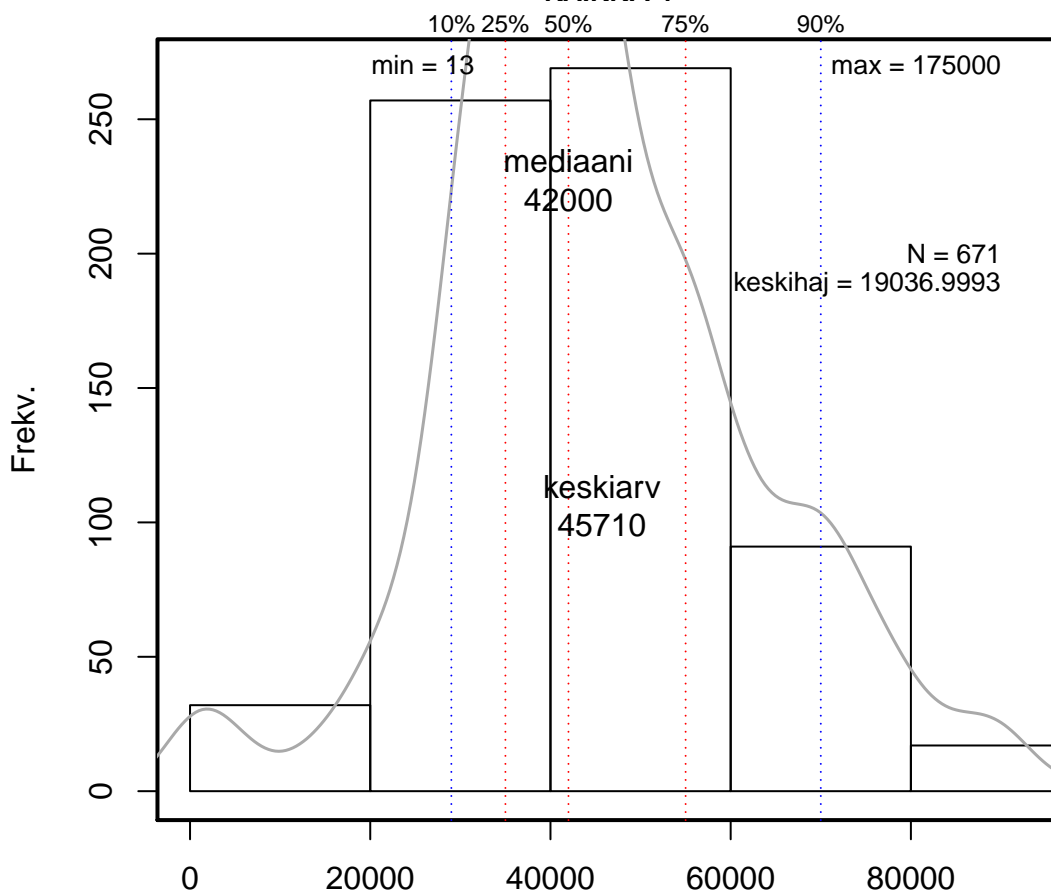 10% 25% 50% 75% 90%
min = 13
max = 175000
mediaani
42000
N = 671
keskihaj = 19036.9993
keskiarv
45710
Frekv.
250
200
150
100
50
0
0 20000 40000 60000 80000